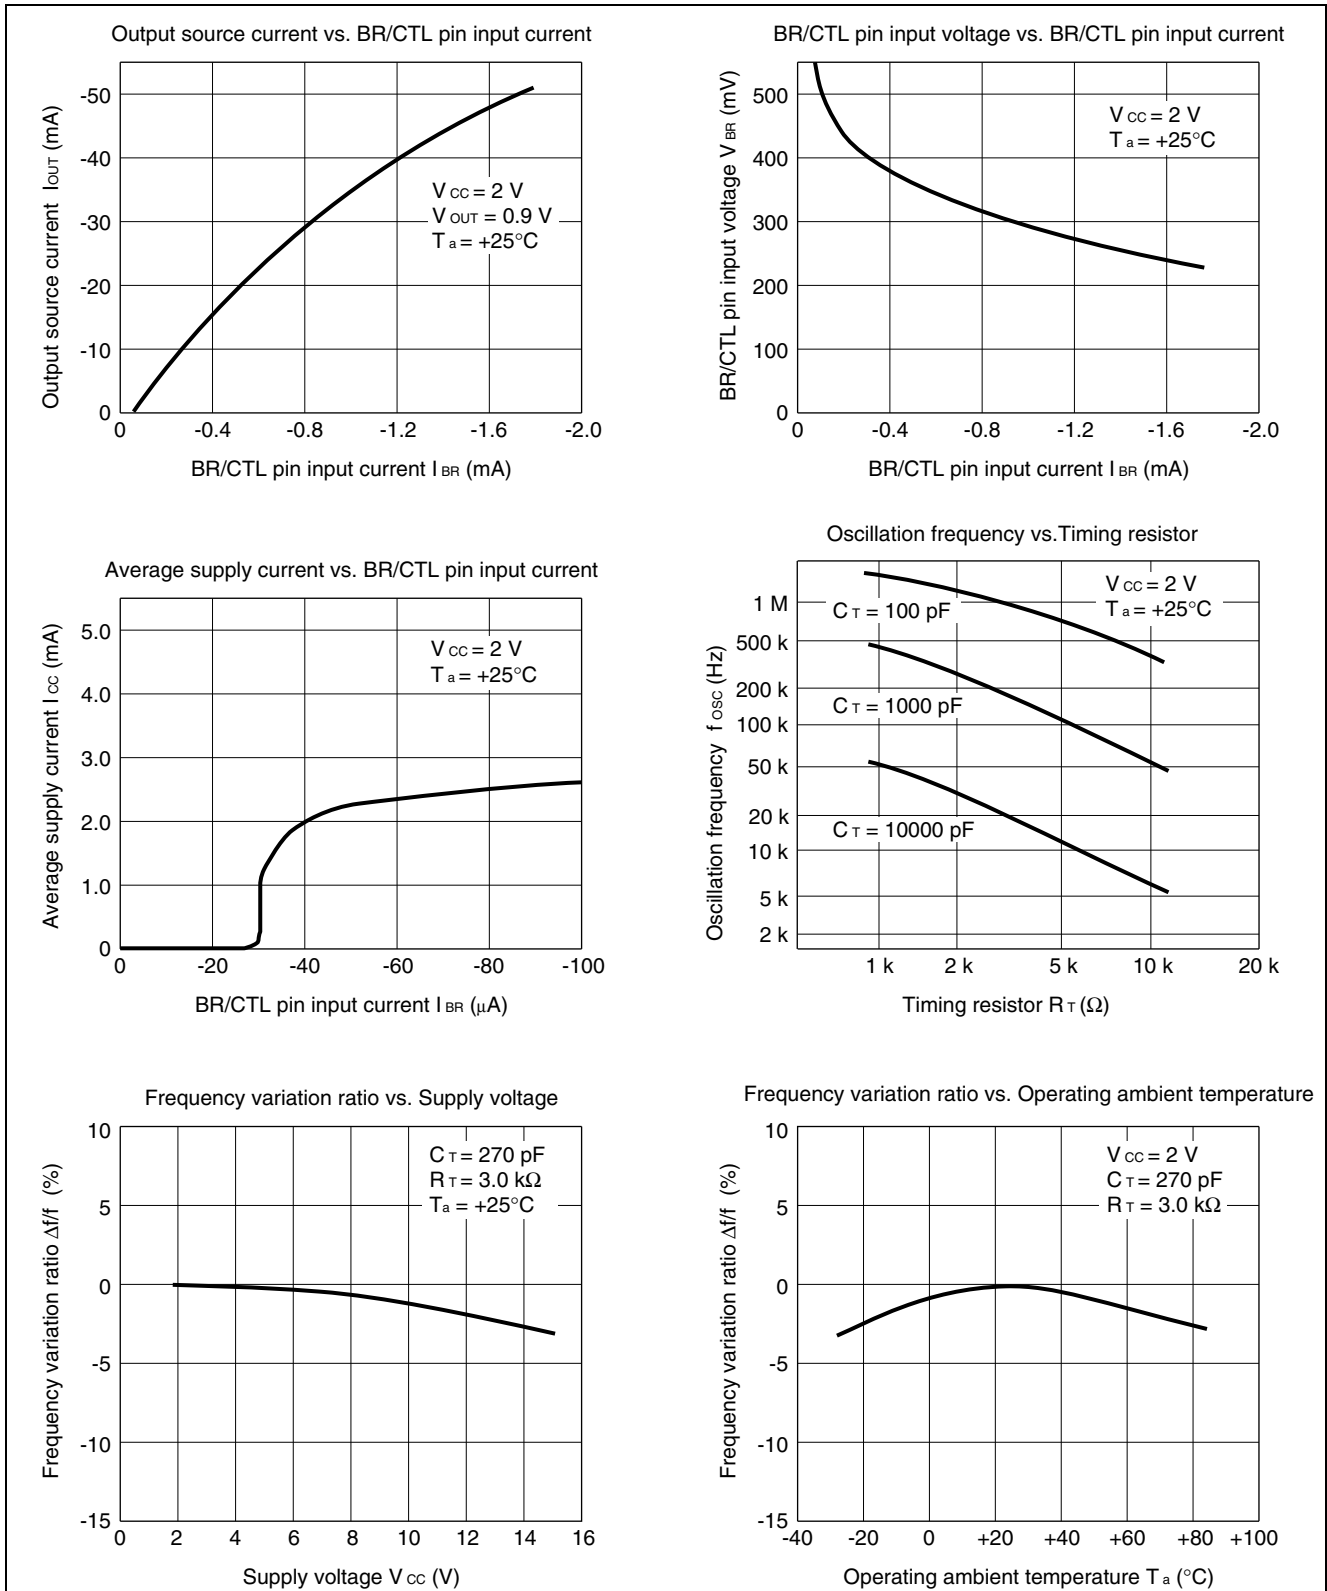 Output source current vs. BR/CTL pin input current
Output source current IOUT (mA)
-50
-40
-30
-20
-10
0
VCC = 2 V
VOUT = 0.9 V
Ta = +25°C
0 -0.4 -0.8 -1.2 -1.6 -2.0
BR/CTL pin input current IBR (mA)
BR/CTL pin input voltage vs. BR/CTL pin input current
BR/CTL pin input voltage VBR (mV)
500
400
300
200
100
0
VCC = 2 V
Ta = +25°C
0 -0.4 -0.8 -1.2 -1.6 -2.0
BR/CTL pin input current IBR (mA)
Average supply current vs. BR/CTL pin input current
Average supply current ICC (mA)
5.0
4.0
3.0
2.0
1.0
0
VCC = 2 V
Ta = +25°C
0 -20 -40 -60 -80 -100
BR/CTL pin input current IBR (μA)
Oscillation frequency vs.Timing resistor
Oscillation frequency fOSC (Hz)
1 M
500 k
200 k
100 k
50 k
20 k
10 k
5 k
2 k
VCC = 2 V
Ta = +25°C
CT = 100 pF
CT = 1000 pF
CT = 10000 pF
1 k 2 k 5 k 10 k 20 k
Timing resistor RT (Ω)
Frequency variation ratio vs. Supply voltage
Frequency variation ratio Δf/f (%)
10
5
0
-5
-10
-15
CT = 270 pF
RT = 3.0 kΩ
Ta = +25°C
0 2 4 6 8 10 12 14 16
Supply voltage VCC (V)
Frequency variation ratio vs. Operating ambient temperature
Frequency variation ratio Δf/f (%)
10
5
0
-5
-10
-15
VCC = 2 V
CT = 270 pF
RT = 3.0 kΩ
-40 -20 0 +20 +40 +60 +80 +100
Operating ambient temperature Ta (°C)